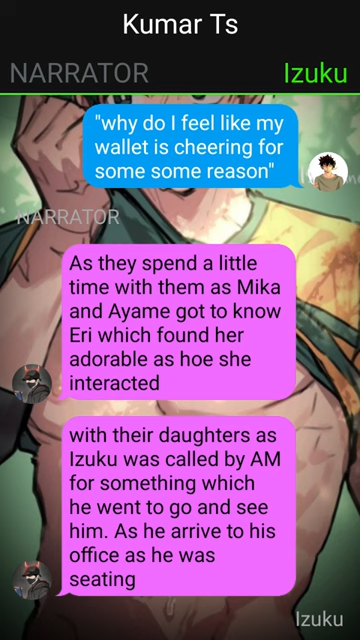 Kumar Ts
NARRATOR
Izuku
"why do I feel like my
wallet is cheering for
some some reason"
NARRATOR
As they spend a little
time with them as Mika
and Ayame got to know
Eri which found her
adorable as hoe she
interacted
with their daughters as
Izuku was called by AM
for something which
he went to go and see
him. As he arrive to his
office as he was
seating
Izuku